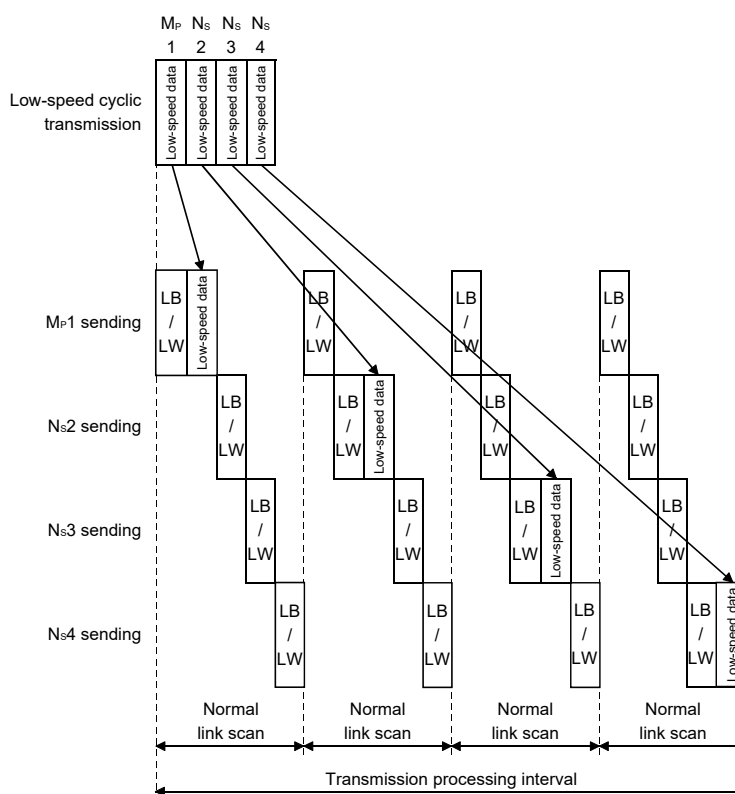 MP NS NS NS
1 2 3 4
Low-speed cyclic
transmission
Low-speed data
Low-speed data
Low-speed data
Low-speed data
MP1 sending
LB
/
LW
Low-speed data
LB
/
LW
LB
/
LW
LB
/
LW
NS2 sending
LB
/
LW
LB
/
LW
Low-speed data
LB
/
LW
LB
/
LW
NS3 sending
LB
/
LW
LB
/
LW
LB
/
LW
Low-speed data
LB
/
LW
NS4 sending
LB
/
LW
LB
/
LW
LB
/
LW
LB
/
LW
Low-speed data
Normal
link scan
Normal
link scan
Normal
link scan
Normal
link scan
Transmission processing interval